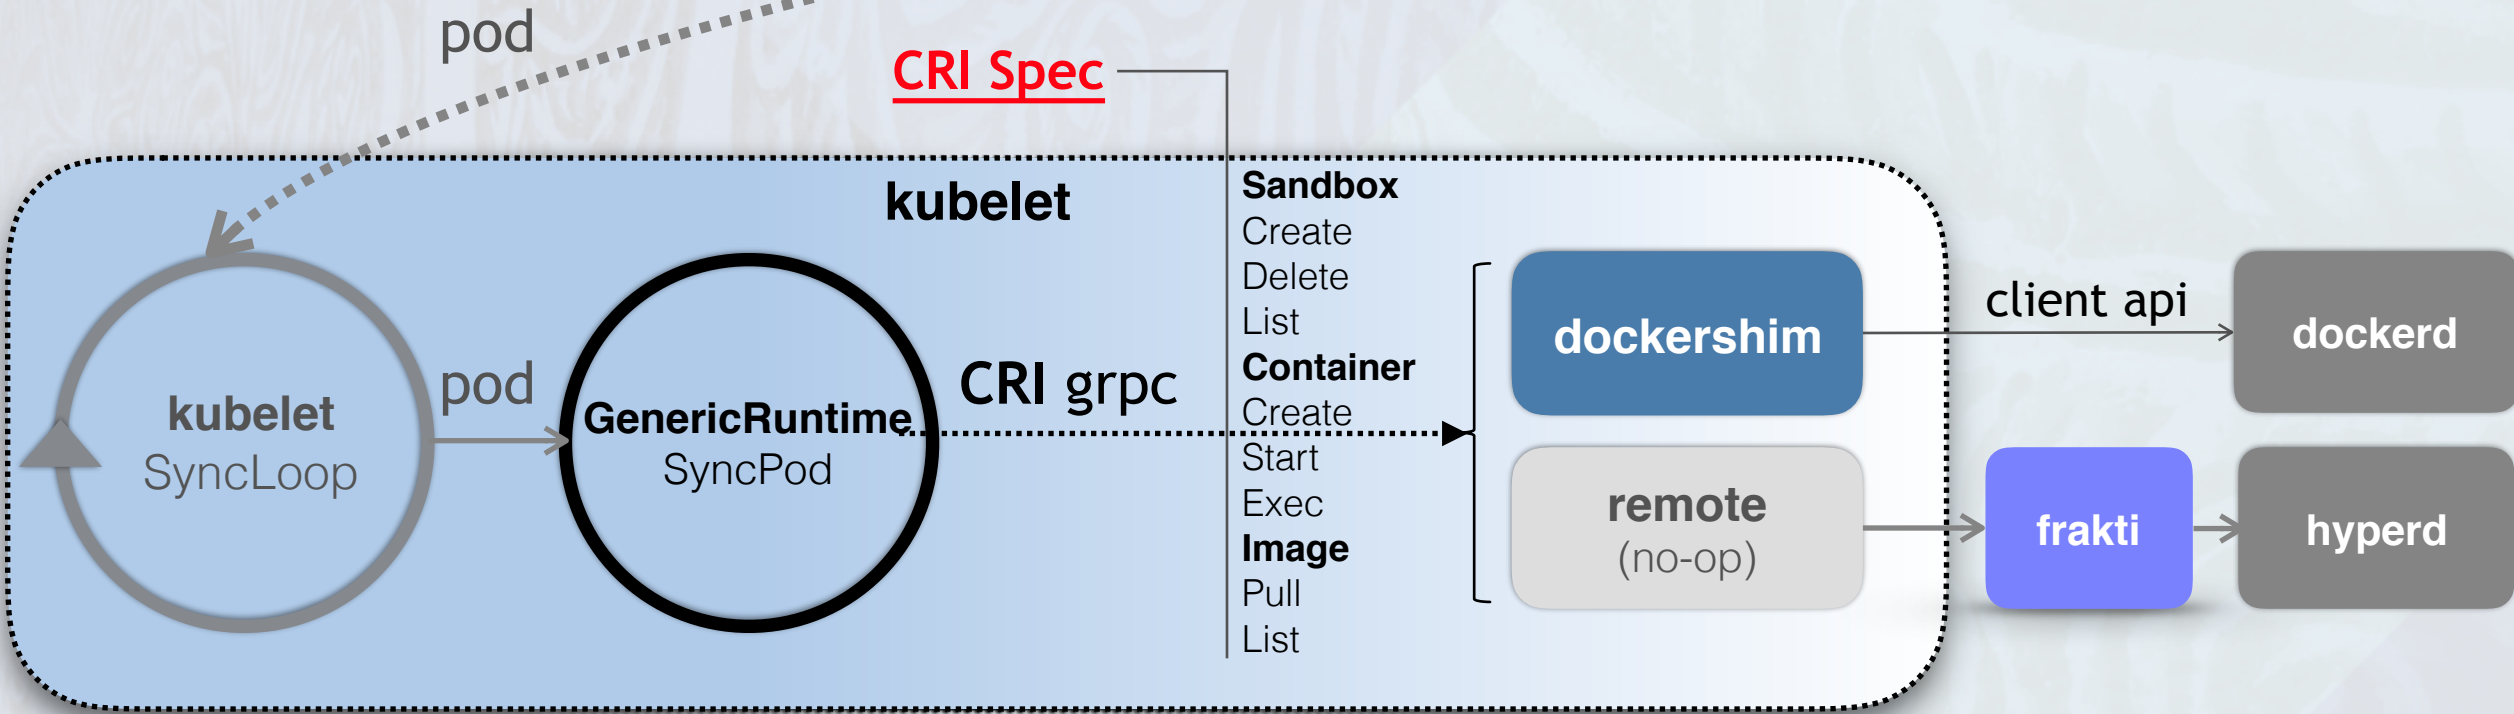 pod
CRI Spec
kubelet
Sandbox
Create
Delete
List
Container
Create
Start
Exec
Image
Pull
List
kubelet
SyncLoop
pod
GenericRuntime
SyncPod
CRI grpc
dockershim
client api
dockerd
remote
(no-op)
frakti
hyperd